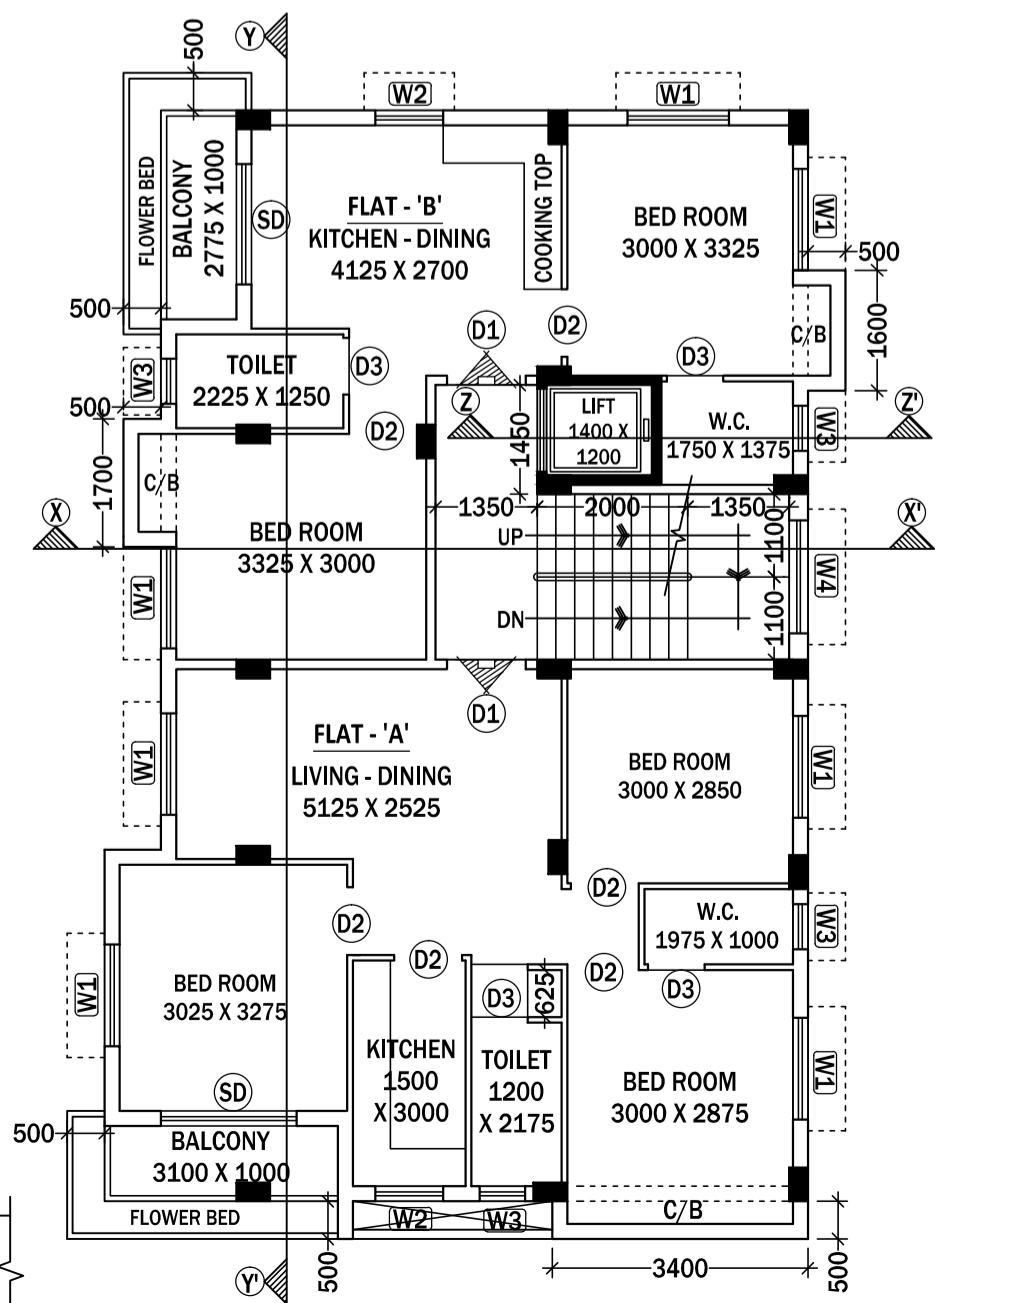 Y
500
W2
W1
FLOWER BED
BALCONY
2775 X 1000
SD
FLAT - 'B'
KITCHEN - DINING
4125 X 2700
COOKING TOP
BED ROOM
3000 X 3325
W1
500
500
1600
C/B
D1
D2
D3
W3
TOILET
2225 X 1250
D3
500
D2
Z
1450
LIFT
1400 X
1200
W.C.
1750 X 1375
Z'
W3
1700
C/B
X
1350
2000
1350
X'
BED ROOM
3325 X 3000
UP
1100
W4
W1
DN
1100
D1
W1
FLAT - 'A'
LIVING - DINING
5125 X 2525
BED ROOM
3000 X 2850
W1
D2
W.C.
1975 X 1000
W3
D2
D2
D2
D3
W1
BED ROOM
3025 X 3275
D3
625
KITCHEN
1500
X 3000
TOILET
1200
X 2175
BED ROOM
3000 X 2875
W1
SD
500
BALCONY
3100 X 1000
FLOWER BED
W2
W3
C/B
500
3400
500
Y'